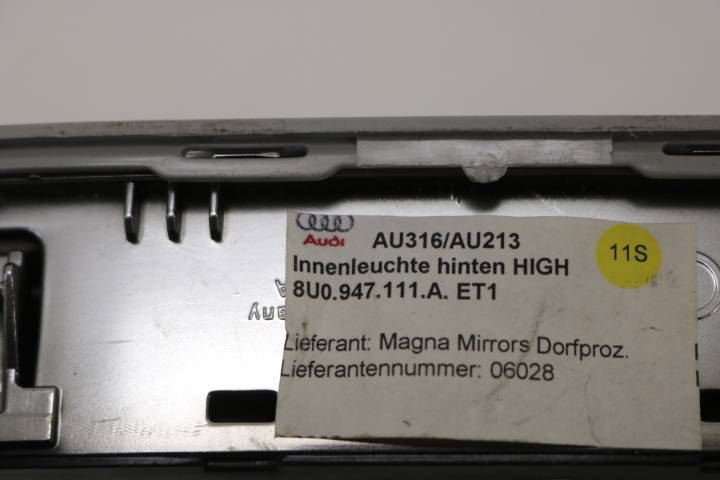 Audi
AU316/AU213
11S
Innenleuchte hinten HIGH
8U0.947.111.A. ET1
Lieferant: Magna Mirrors Dorfproz.
Lieferantennummer: 06028